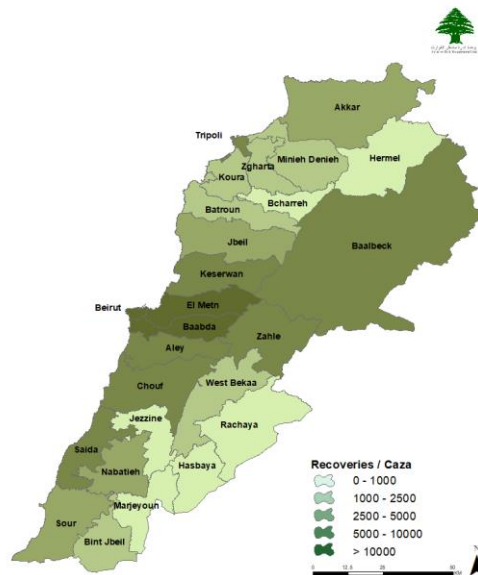 Akkar
Tripoli
Zgharta
Minieh Denieh
Hermel
Koura
Bcharreh
Batroun
Jbeil
Baalbeck
Keserwan
El Metn
Beirut
Baabda
Zahle
Aley
West Bekaa
Chouf
Jezzine
Rachaya
Saida
Hasbaya
Nabatieh
Marjeyoun
Sour
Bint Jbeil
Recoveries / Caza
0 - 1000
1000 - 2500
2500 - 5000
5000 - 10000
> 10000